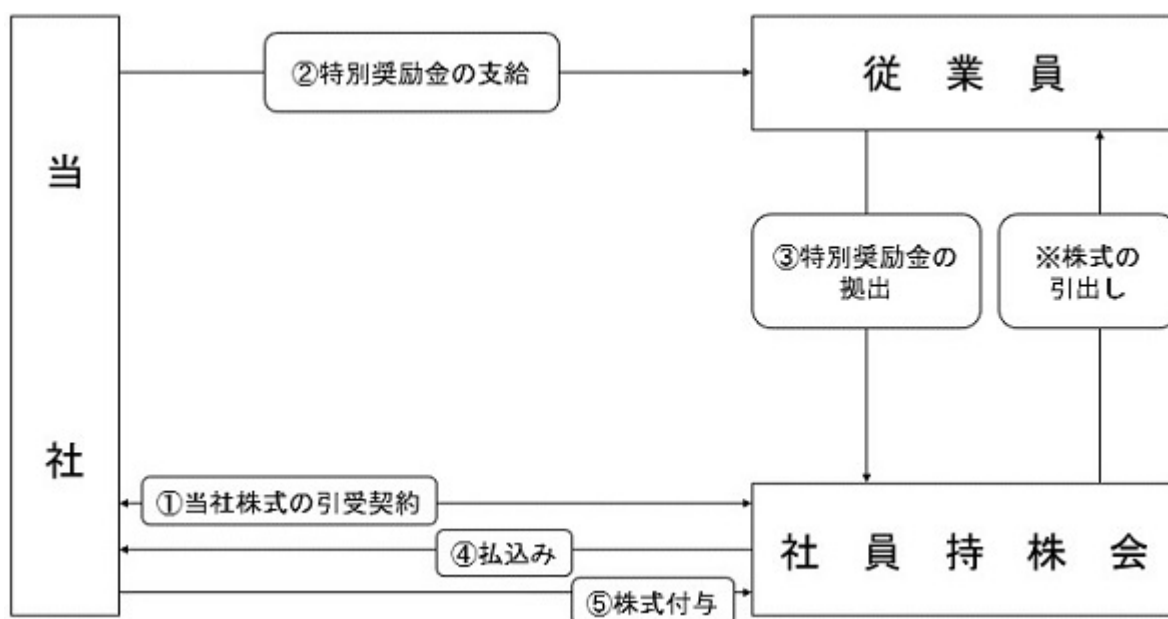 当社
②特別奨励金の支給
従業員
③特別奨励金の
拠出
※株式の
引出し
①当社株式の引受契約
④払込み
⑤株式付与
社員持株会